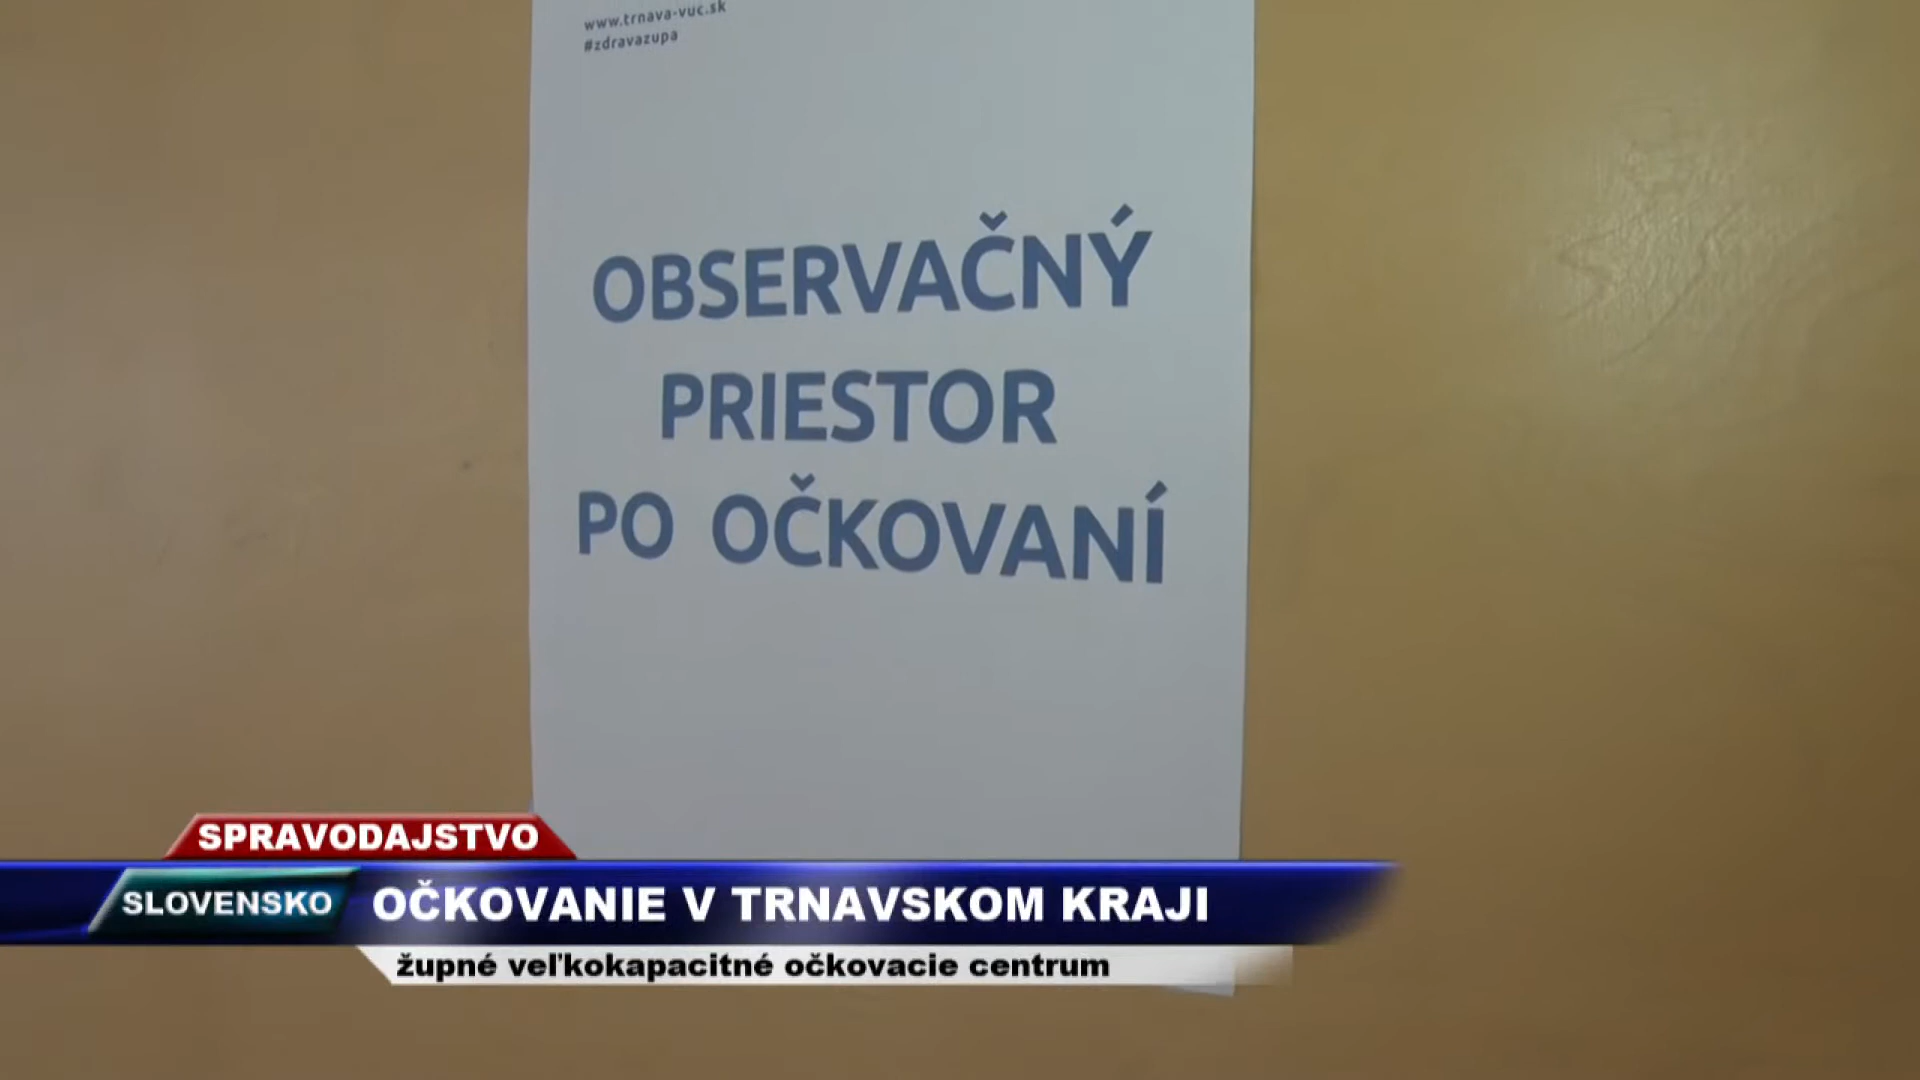 www.trnava-vuc.sk
#zdravazupa
OBSERVAČNÝ
PRIESTOR
PO OČKOVANÍ
SPRAVODAJSTVO
SLOVENSKO
OČKOVANIE V TRNAVSKOM KRAJI
župné veľkokapacitné očkovacie centrum